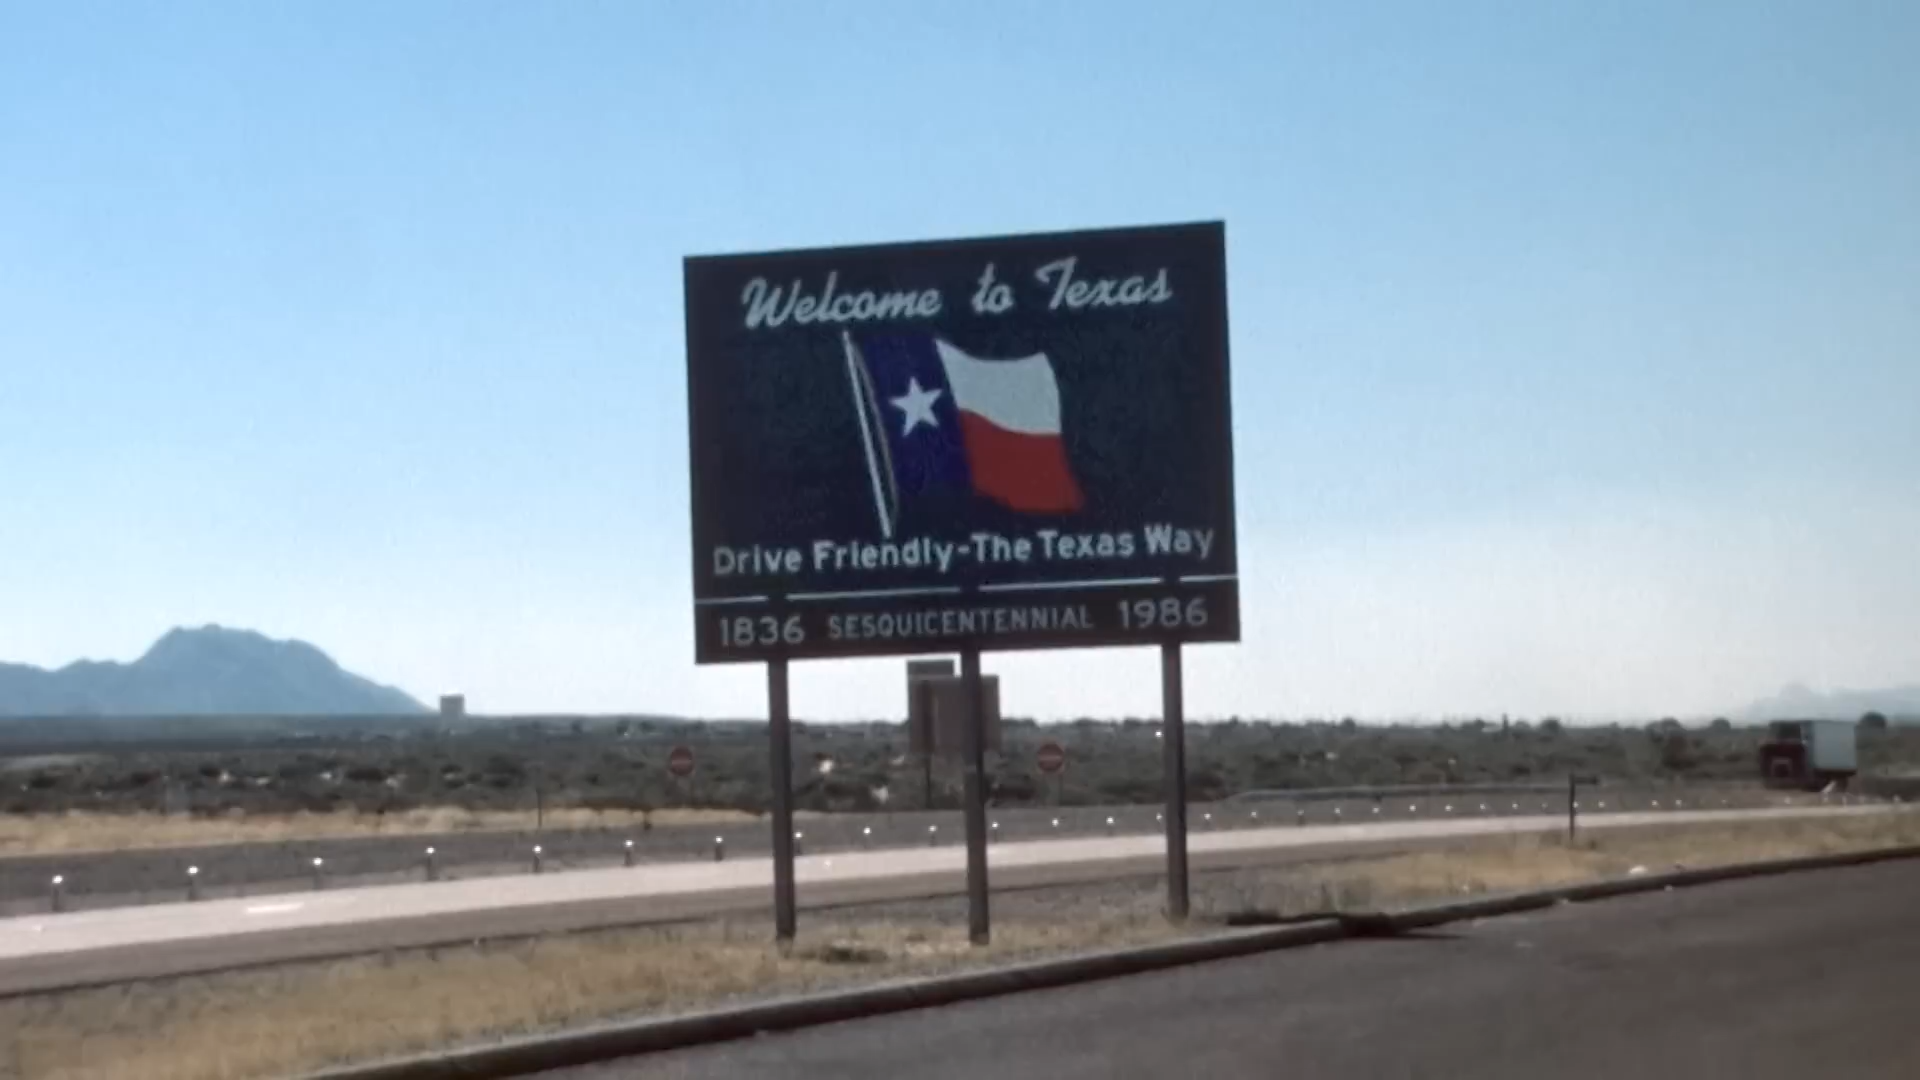 Welcome to Texas
Drive Friendly-The Texas Way
1836 SESQUICENTENNIAL 1986